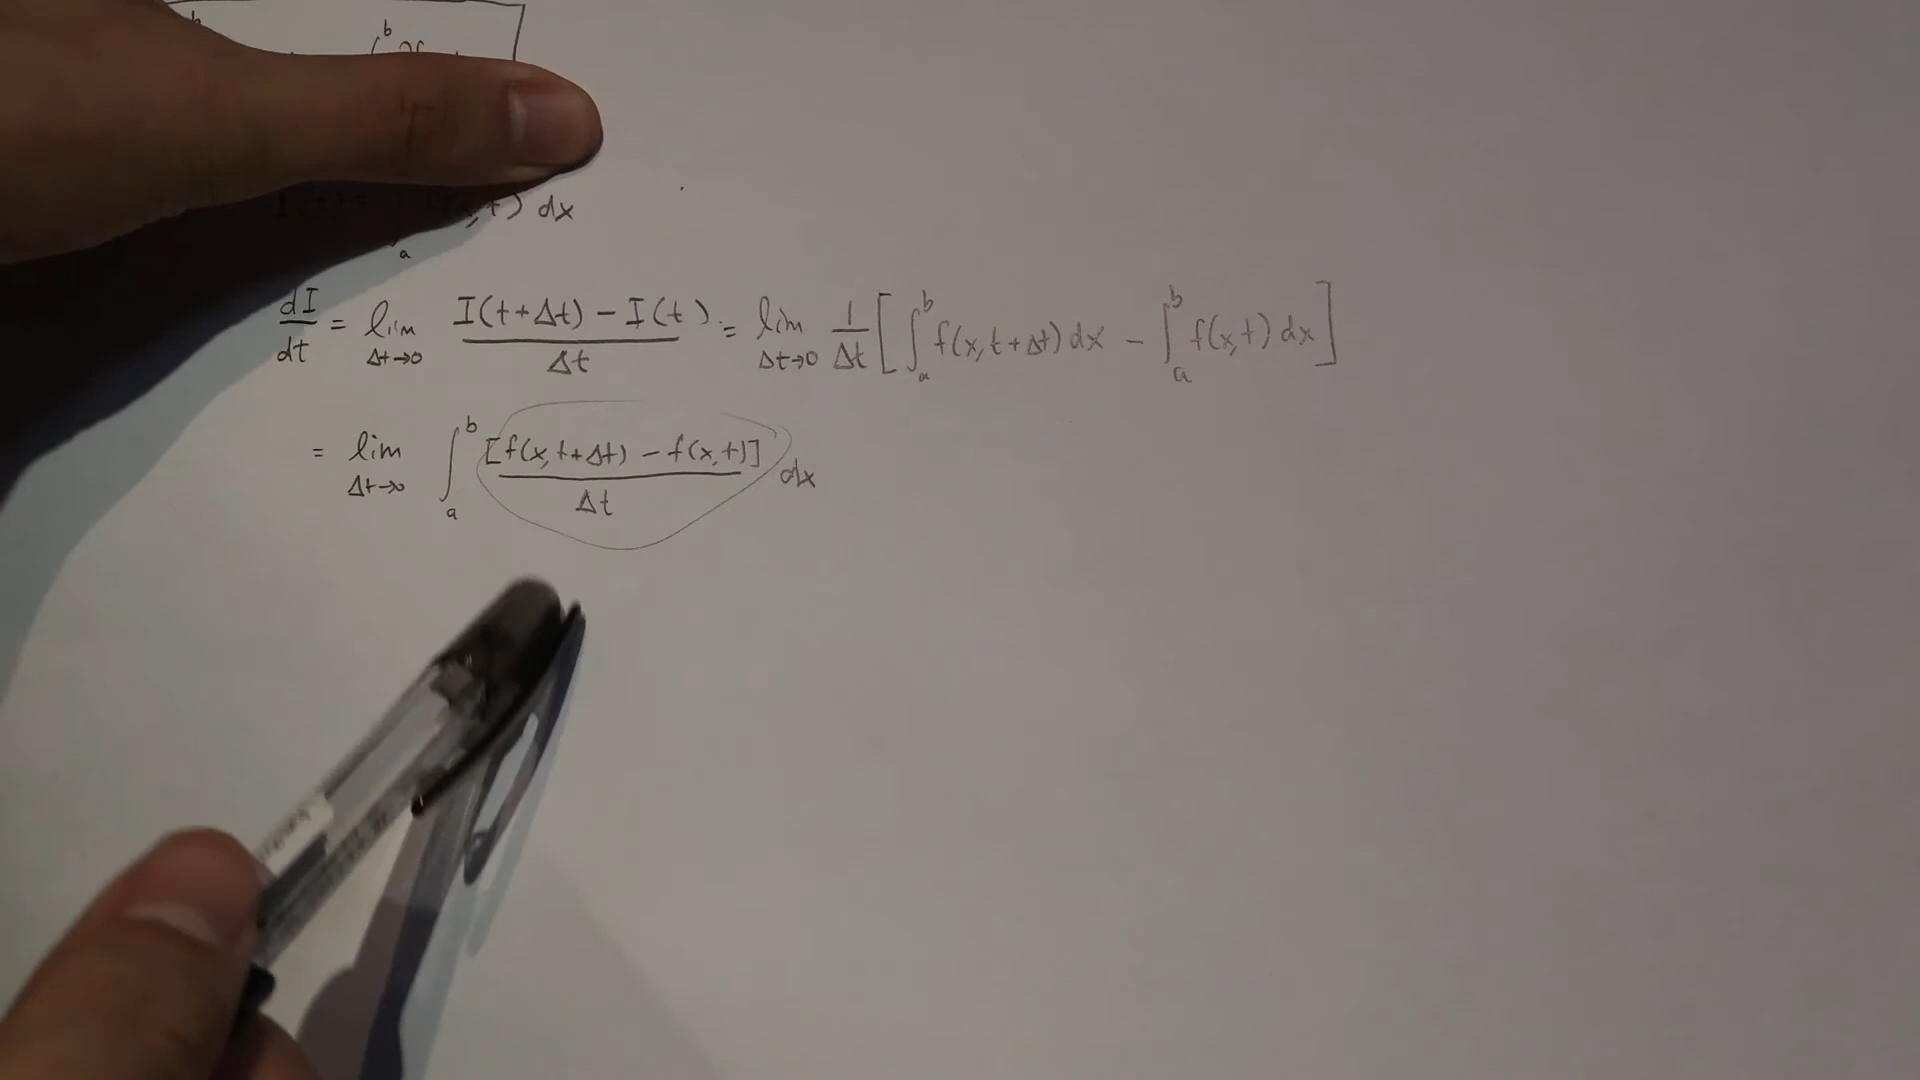 b
b
I(t) = f(x,t) dx
a
dI/dt = lim Δt→0 I(t+Δt) − I(t) / Δt = lim Δt→0 1/Δt [ ∫_a^b f(x,t+Δt) dx − ∫_a^b f(x,t) dx ]
= lim Δt→0 ∫_a^b [f(x,t+Δt) − f(x,t)] / Δt dx